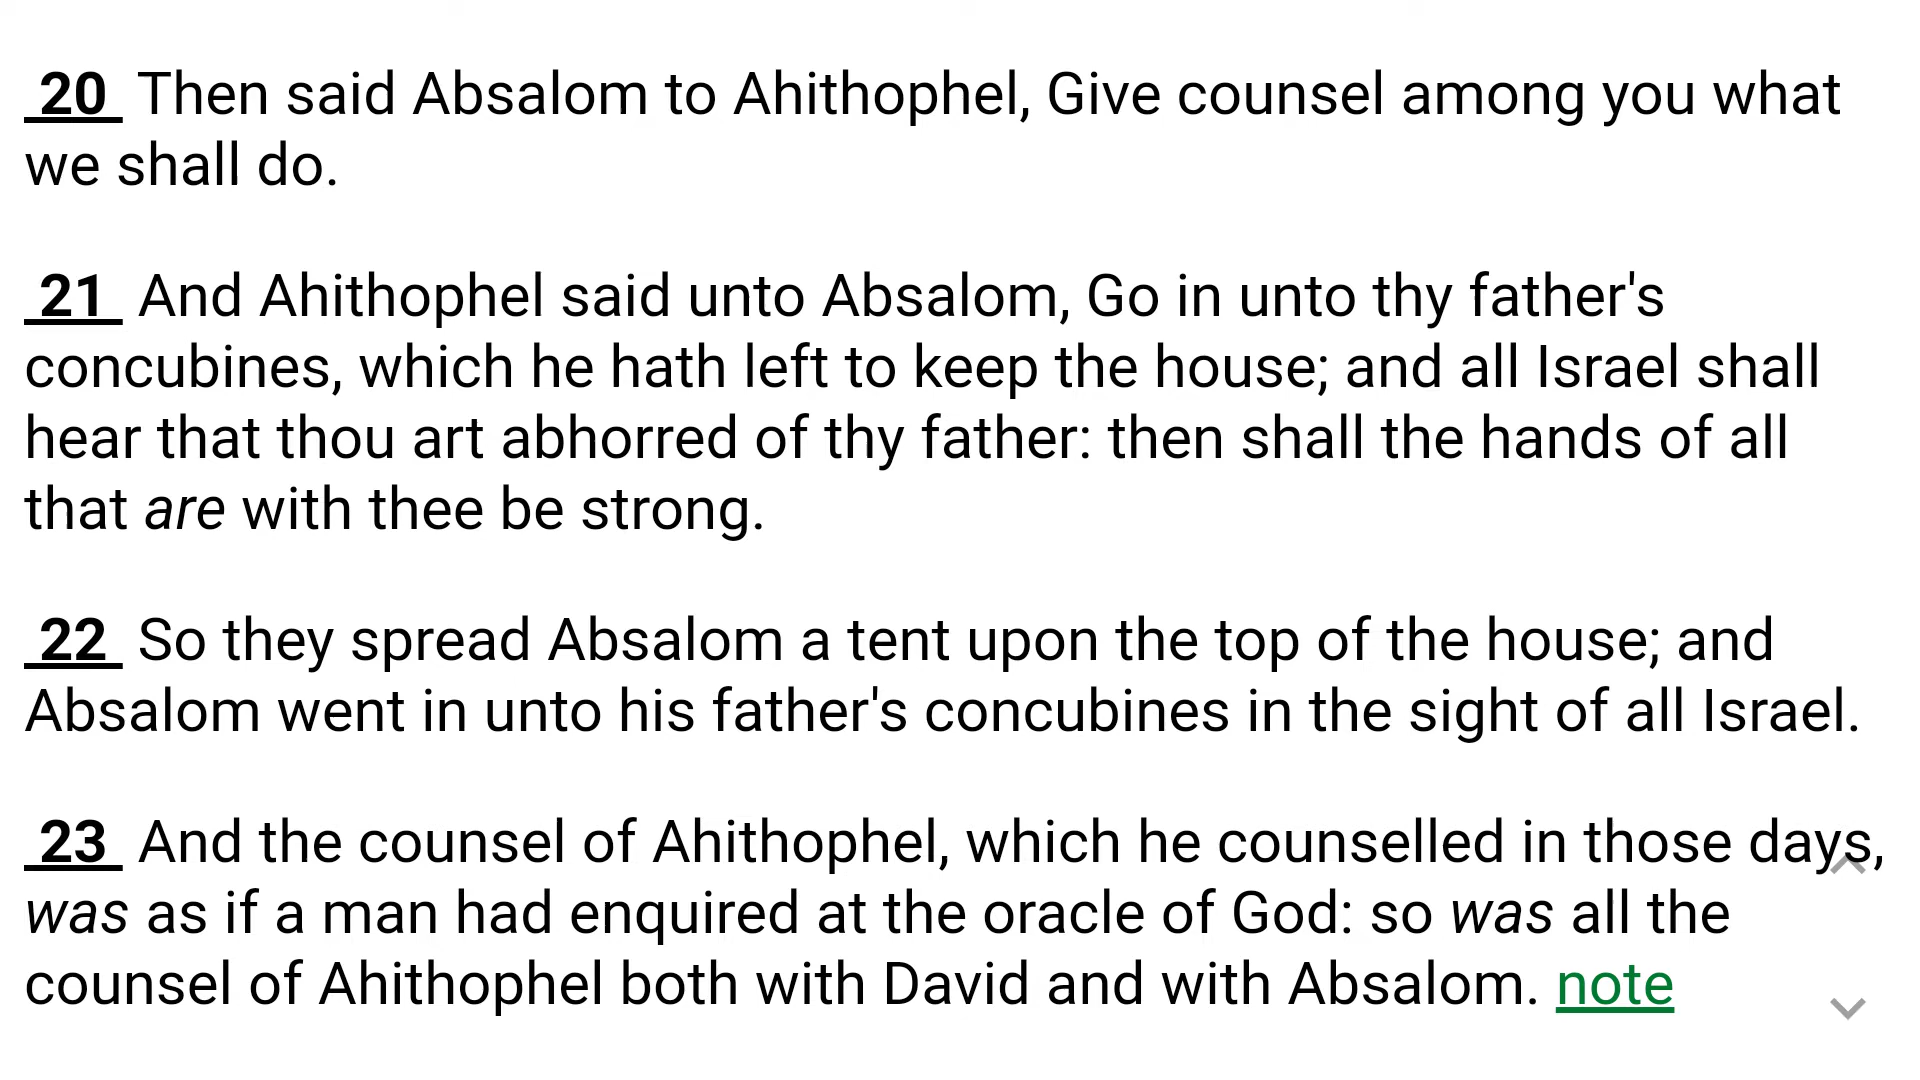 20 Then said Absalom to Ahithophel, Give counsel among you what
we shall do.
21 And Ahithophel said unto Absalom, Go in unto thy father's
concubines, which he hath left to keep the house; and all Israel shall
hear that thou art abhorred of thy father: then shall the hands of all
that are with thee be strong.
22 So they spread Absalom a tent upon the top of the house; and
Absalom went in unto his father's concubines in the sight of all Israel.
23 And the counsel of Ahithophel, which he counselled in those days,
was as if a man had enquired at the oracle of God: so was all the
counsel of Ahithophel both with David and with Absalom. note